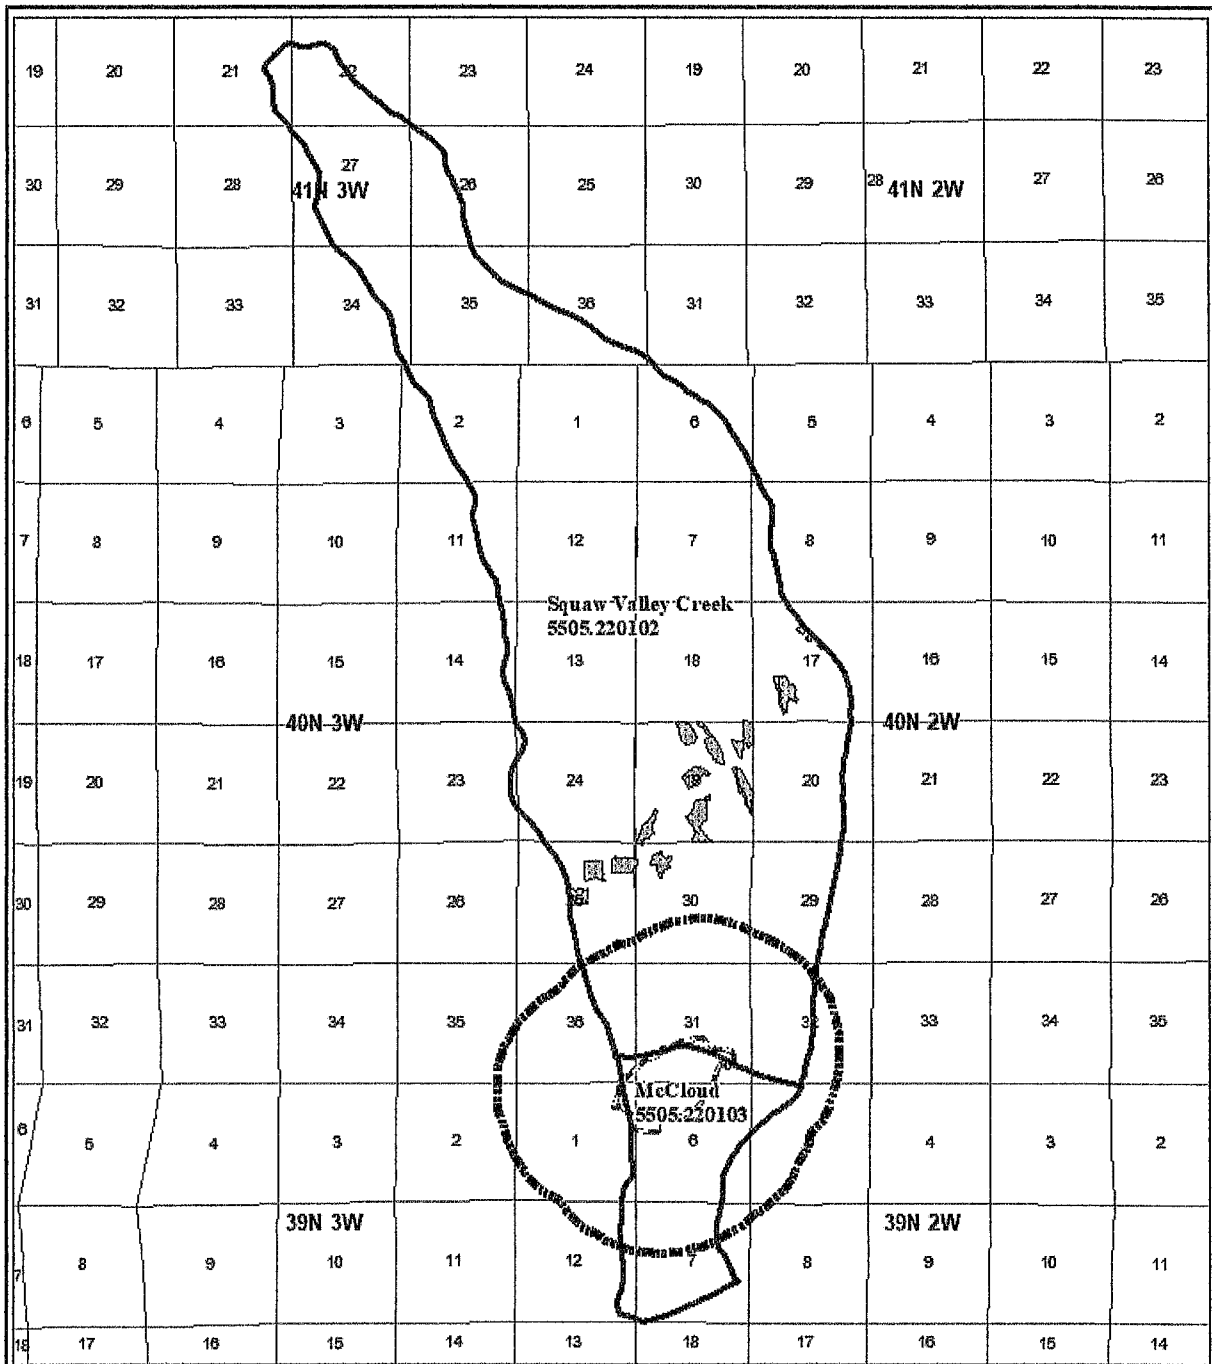 19 20 21 22 23 24 19 20 21 22 23
27
30 29 28 26 25 30 29 28 27 26
41N 3W 41N 2W
31 32 33 34 35 36 31 32 33 34 35
6 5 4 3 2 1 6 5 4 3 2
7 8 9 10 11 12 7 8 9 10 11
Squaw Valley Creek
5505.220102
18 17 16 15 14 13 18 17 16 15 14
40N 3W 40N 2W
19 20 21 22 23 24 19 20 21 22 23
30 29 28 27 26 30 29 28 27 26
31 32 33 34 35 36 31 32 33 34 35
McCloud
5505.220103
6 5 4 3 2 1 6 4 3 2
39N 3W 39N 2W
7 8 9 10 11 12 7 8 9 10 11
18 17 16 15 14 13 18 17 16 15 14